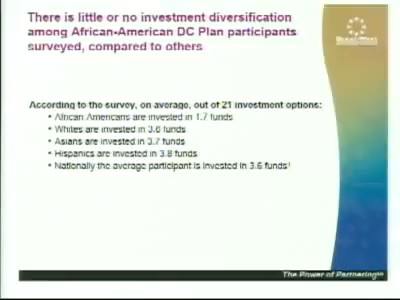 There is little or no investment diversification
among African-American DC Plan participants
surveyed, compared to others
According to the survey, on average, out of 21 investment options:
• African Americans are invested in 1.7 funds
• Whites are invested in 3.6 funds
• Asians are invested in 3.7 funds
• Hispanics are invested in 3.8 funds
• Nationally the average participant is invested in 3.6 funds¹
The Power of Partnering